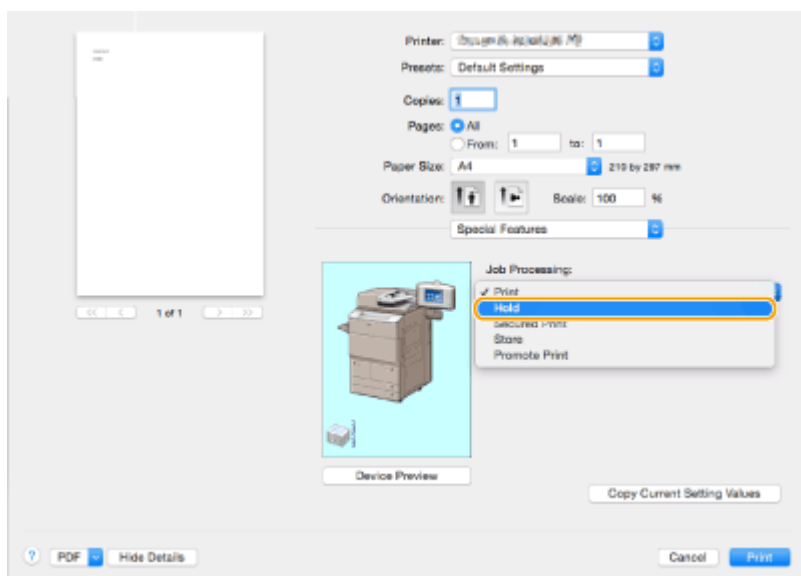 Printer:
Presets: Default Settings
Copies: 1
Pages: All
From: 1 to: 1
Paper Size: A4 210 by 297 mm
Orientation: Scale: 100 %
Special Features
Job Processing:
✓ Print
Hold
Secured Print
Store
Promote Print
<< < 1 of 1 > >>
Device Preview
Copy Current Setting Values
? PDF Hide Details Cancel Print